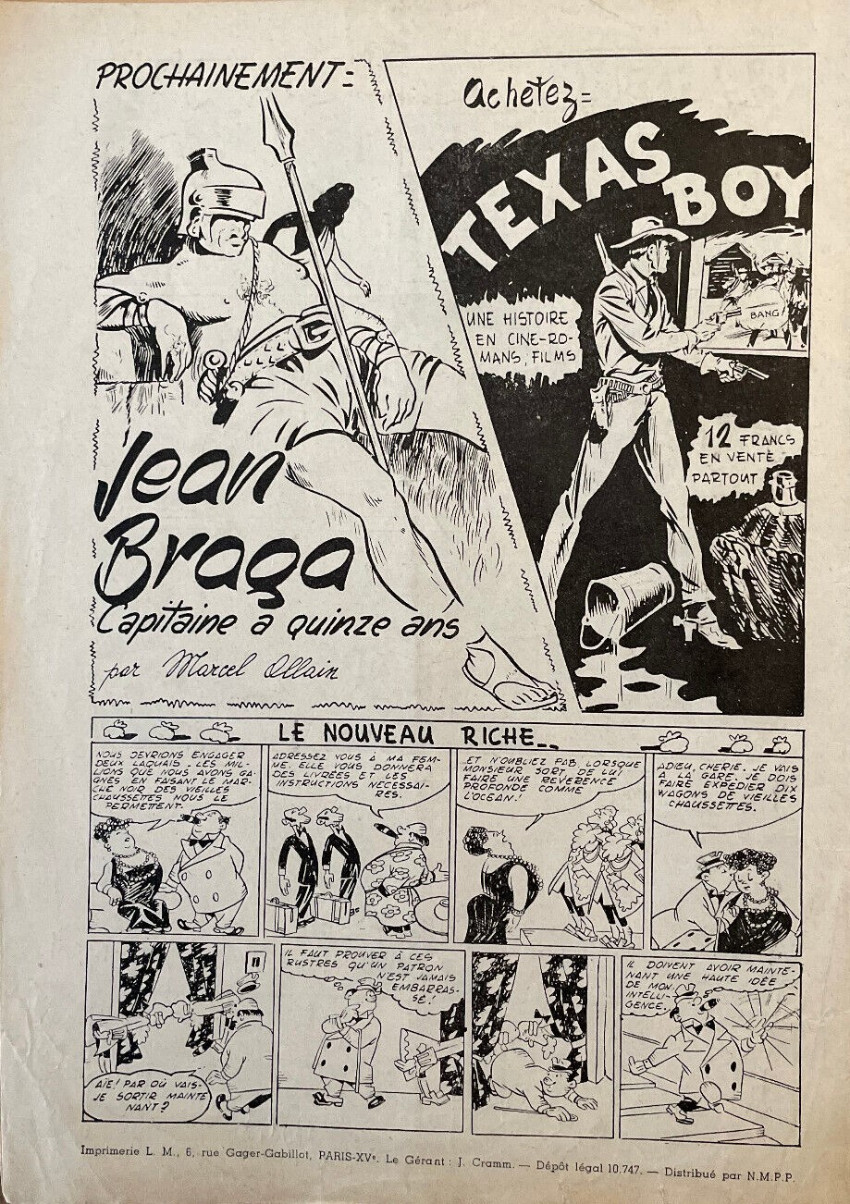 PROCHAINEMENT =
Jean
Braga
Capitaine a quinze ans
par Marcel Allain
Achetez =
TEXAS
BOY
UNE HISTOIRE
EN CINE-RO-
MANS, FILMS
BANG!
12 FRANCS
EN VENTE
PARTOUT
LE NOUVEAU RICHE...
NOUS DEVRIONS ENGAGER
DEUX LAQUAIS. LES MIL-
LIONS QUE NOUS AVONS GA-
GNÉS EN FAISANT LE MAR-
CHÉ NOIR DES VIEILLES
CHAUSSETTES NOUS LE
PERMETTENT.
ADRESSEZ VOUS A MA FEM-
ME. ELLE VOUS DONNERA
DES LIVRÉES ET LES
INSTRUCTIONS NÉCESSAI-
RES.
...ET N'OUBLIEZ PAS, LORSQUE
MONSIEUR SORT DE LUI
FAIRE UNE REVERENCE
PROFONDE COMME
L'OCÉAN!
ADIEU, CHERIE. JE VAIS
A LA GARE. JE DOIS
FAIRE EXPEDIER DIX
WAGONS DE VIEILLES
CHAUSSETTES.
AÏE! PAR OÙ VAIS-
JE SORTIR MAINTE
NANT?
IL FAUT PROUVER A CES
RUSTRES QU'UN PATRON
N'EST JAMAIS
EMBARRAS-
SÉ!
IL DOIVENT AVOIR MAINTE-
NANT UNE HAUTE IDÉE
DE MON
INTELLI-
GENCE.
Imprimerie L. M., 6, rue Gager-Gabillot, PARIS-XVe. Le Gérant : J. Cramm. — Dépôt légal 10.747. — Distribué par N.M.P.P.